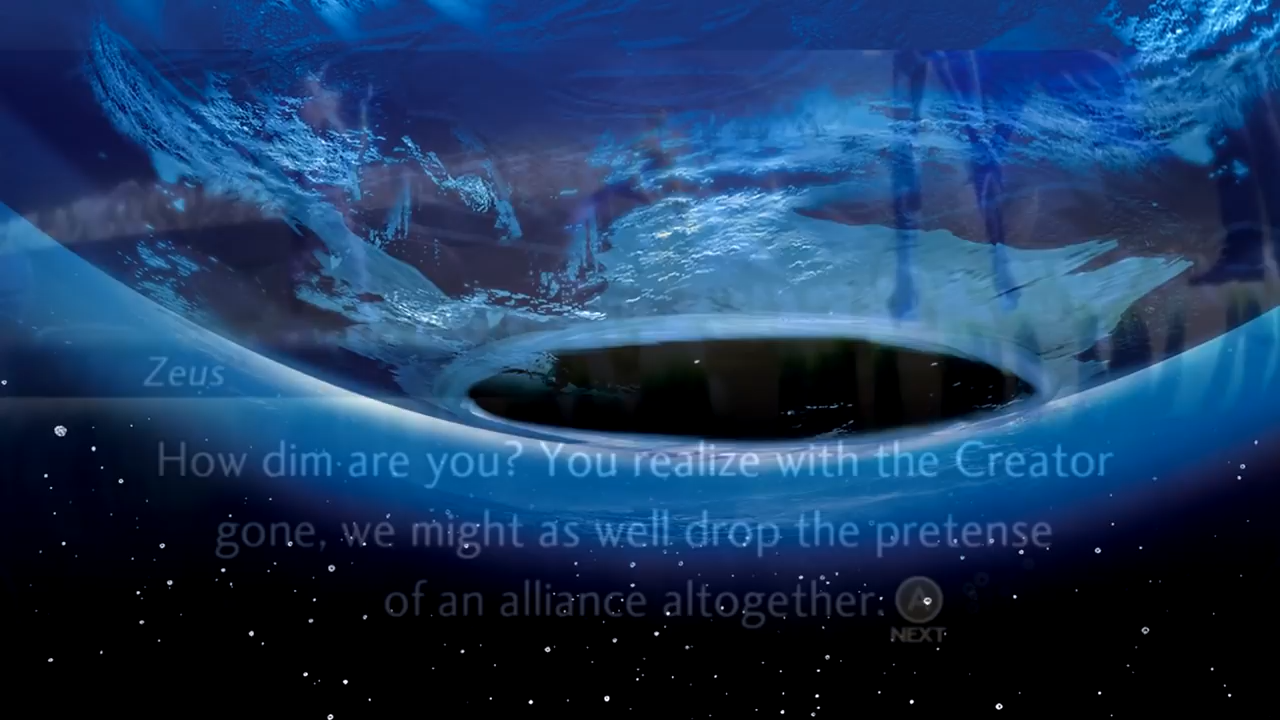 Zeus
How dim are you? You realize with the Creator
gone, we might as well drop the pretense
of an alliance altogether. A
NEXT